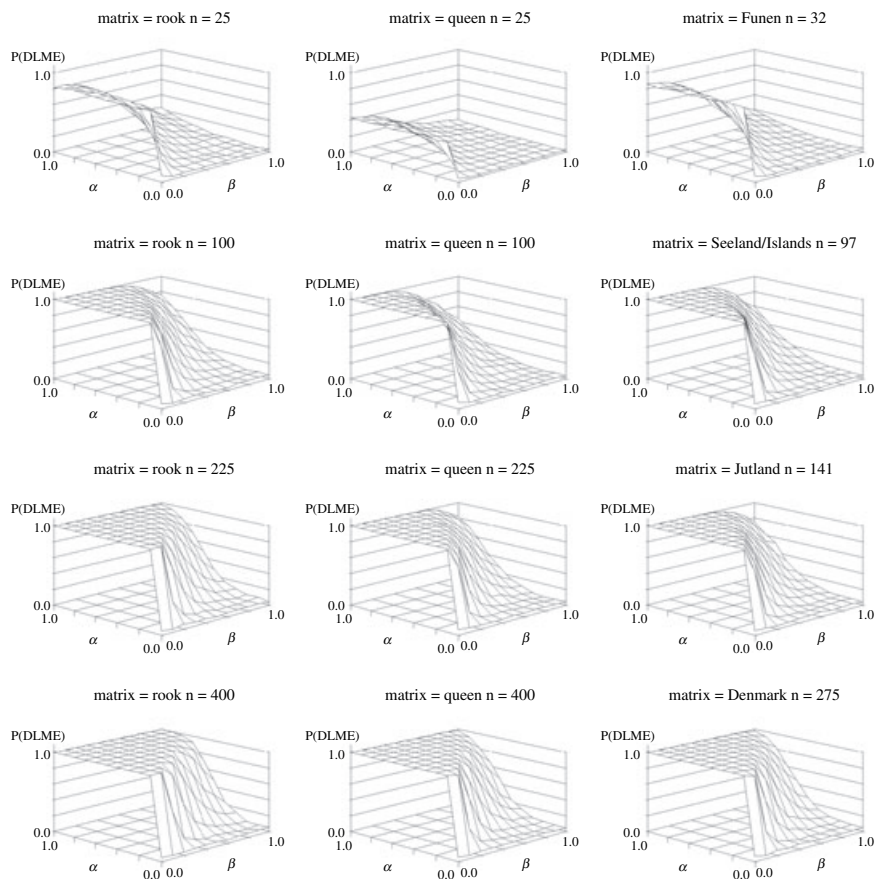 matrix = rook n = 25
P(DLME)
1.0
0.0
1.0
α
0.0 0.0
β
1.0
matrix = queen n = 25
P(DLME)
1.0
0.0
1.0
α
0.0 0.0
β
1.0
matrix = Funen n = 32
P(DLME)
1.0
0.0
1.0
α
0.0 0.0
β
1.0
matrix = rook n = 100
P(DLME)
1.0
0.0
1.0
α
0.0 0.0
β
1.0
matrix = queen n = 100
P(DLME)
1.0
0.0
1.0
α
0.0 0.0
β
1.0
matrix = Seeland/Islands n = 97
P(DLME)
1.0
0.0
1.0
α
0.0 0.0
β
1.0
matrix = rook n = 225
P(DLME)
1.0
0.0
1.0
α
0.0 0.0
β
1.0
matrix = queen n = 225
P(DLME)
1.0
0.0
1.0
α
0.0 0.0
β
1.0
matrix = Jutland n = 141
P(DLME)
1.0
0.0
1.0
α
0.0 0.0
β
1.0
matrix = rook n = 400
P(DLME)
1.0
0.0
1.0
α
0.0 0.0
β
1.0
matrix = queen n = 400
P(DLME)
1.0
0.0
1.0
α
0.0 0.0
β
1.0
matrix = Denmark n = 275
P(DLME)
1.0
0.0
1.0
α
0.0 0.0
β
1.0